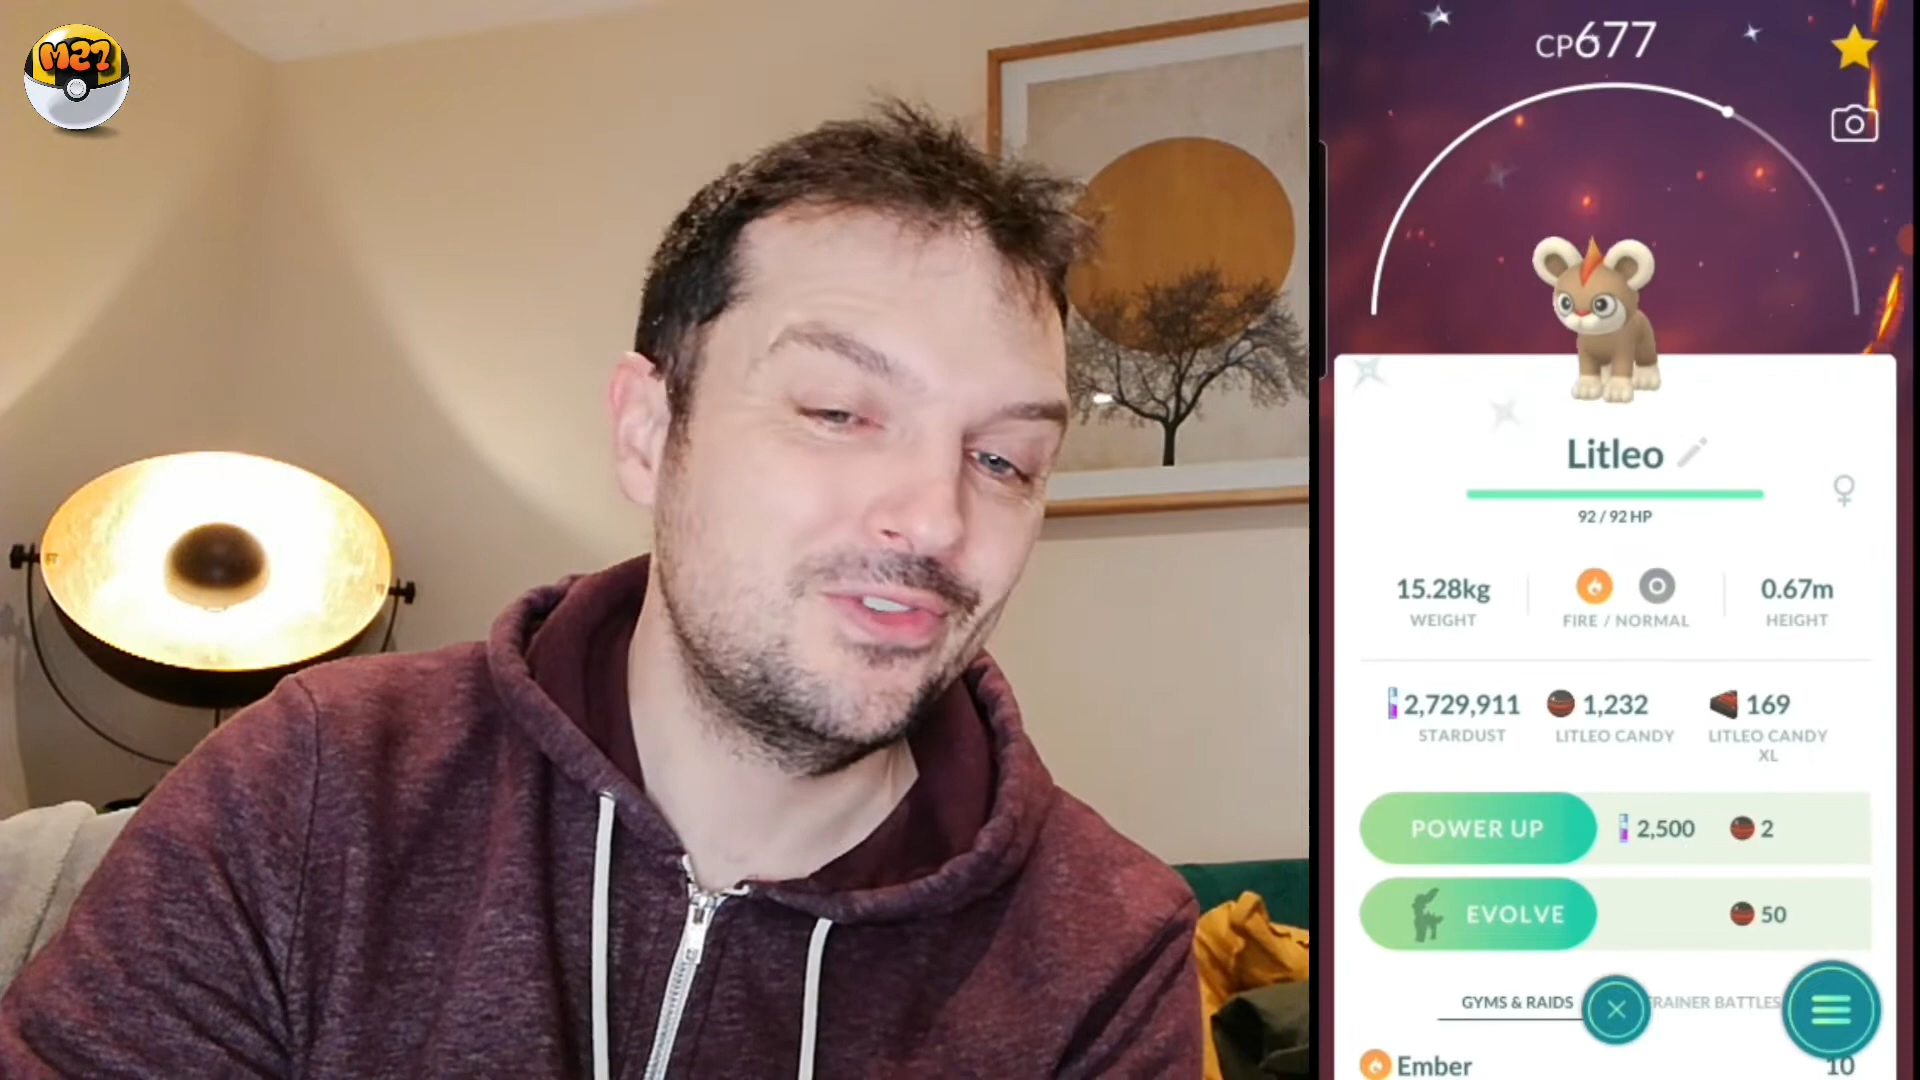 M27
CP677
Litleo
92 / 92 HP
15.28kg
WEIGHT
FIRE / NORMAL
0.67m
HEIGHT
2,729,911
STARDUST
1,232
LITLEO CANDY
169
LITLEO CANDY
XL
POWER UP
2,500
2
EVOLVE
50
GYMS & RAIDS
TRAINER BATTLES
Ember
10